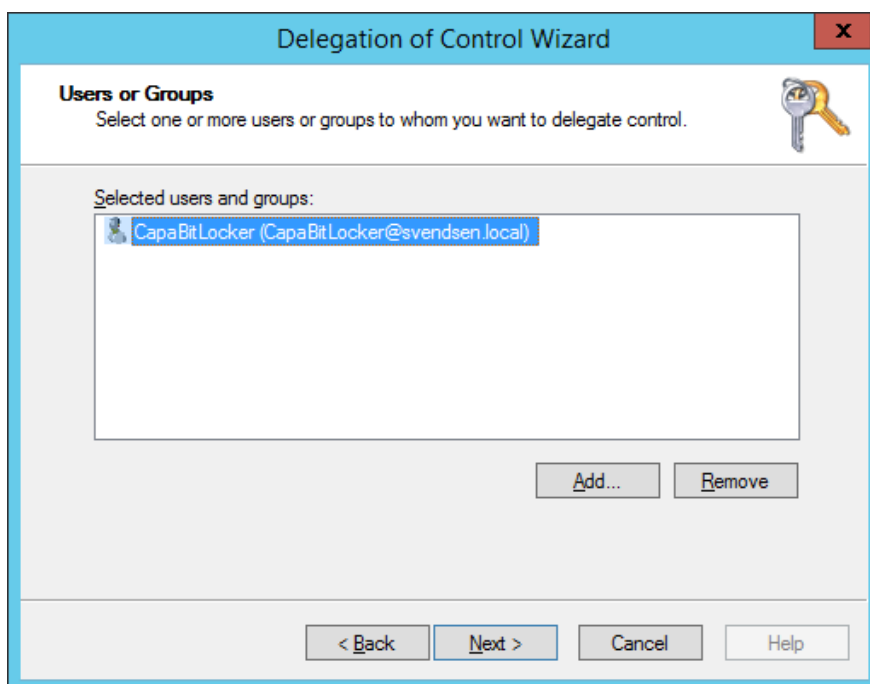 Delegation of Control Wizard
x
Users or Groups
Select one or more users or groups to whom you want to delegate control.
Selected users and groups:
CapaBitLocker (CapaBitLocker@svendsen.local)
Add...
Remove
< Back
Next >
Cancel
Help